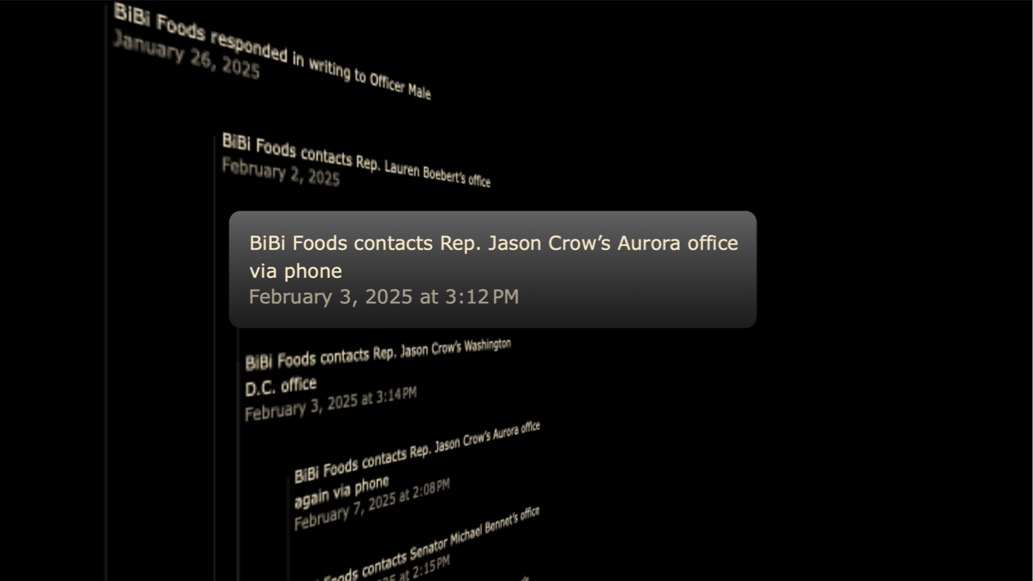 BiBi Foods responded in writing to Officer Male
January 26, 2025
BiBi Foods contacts Rep. Lauren Boebert’s office
February 2, 2025
BiBi Foods contacts Rep. Jason Crow’s Aurora office
via phone
February 3, 2025 at 3:12 PM
BiBi Foods contacts Rep. Jason Crow’s Washington
D.C. office
February 3, 2025 at 3:14 PM
BiBi Foods contacts Rep. Jason Crow’s Aurora office
again via phone
February 7, 2025 at 2:08 PM
Foods contacts Senator Michael Bennet’s office
at 2:15 PM